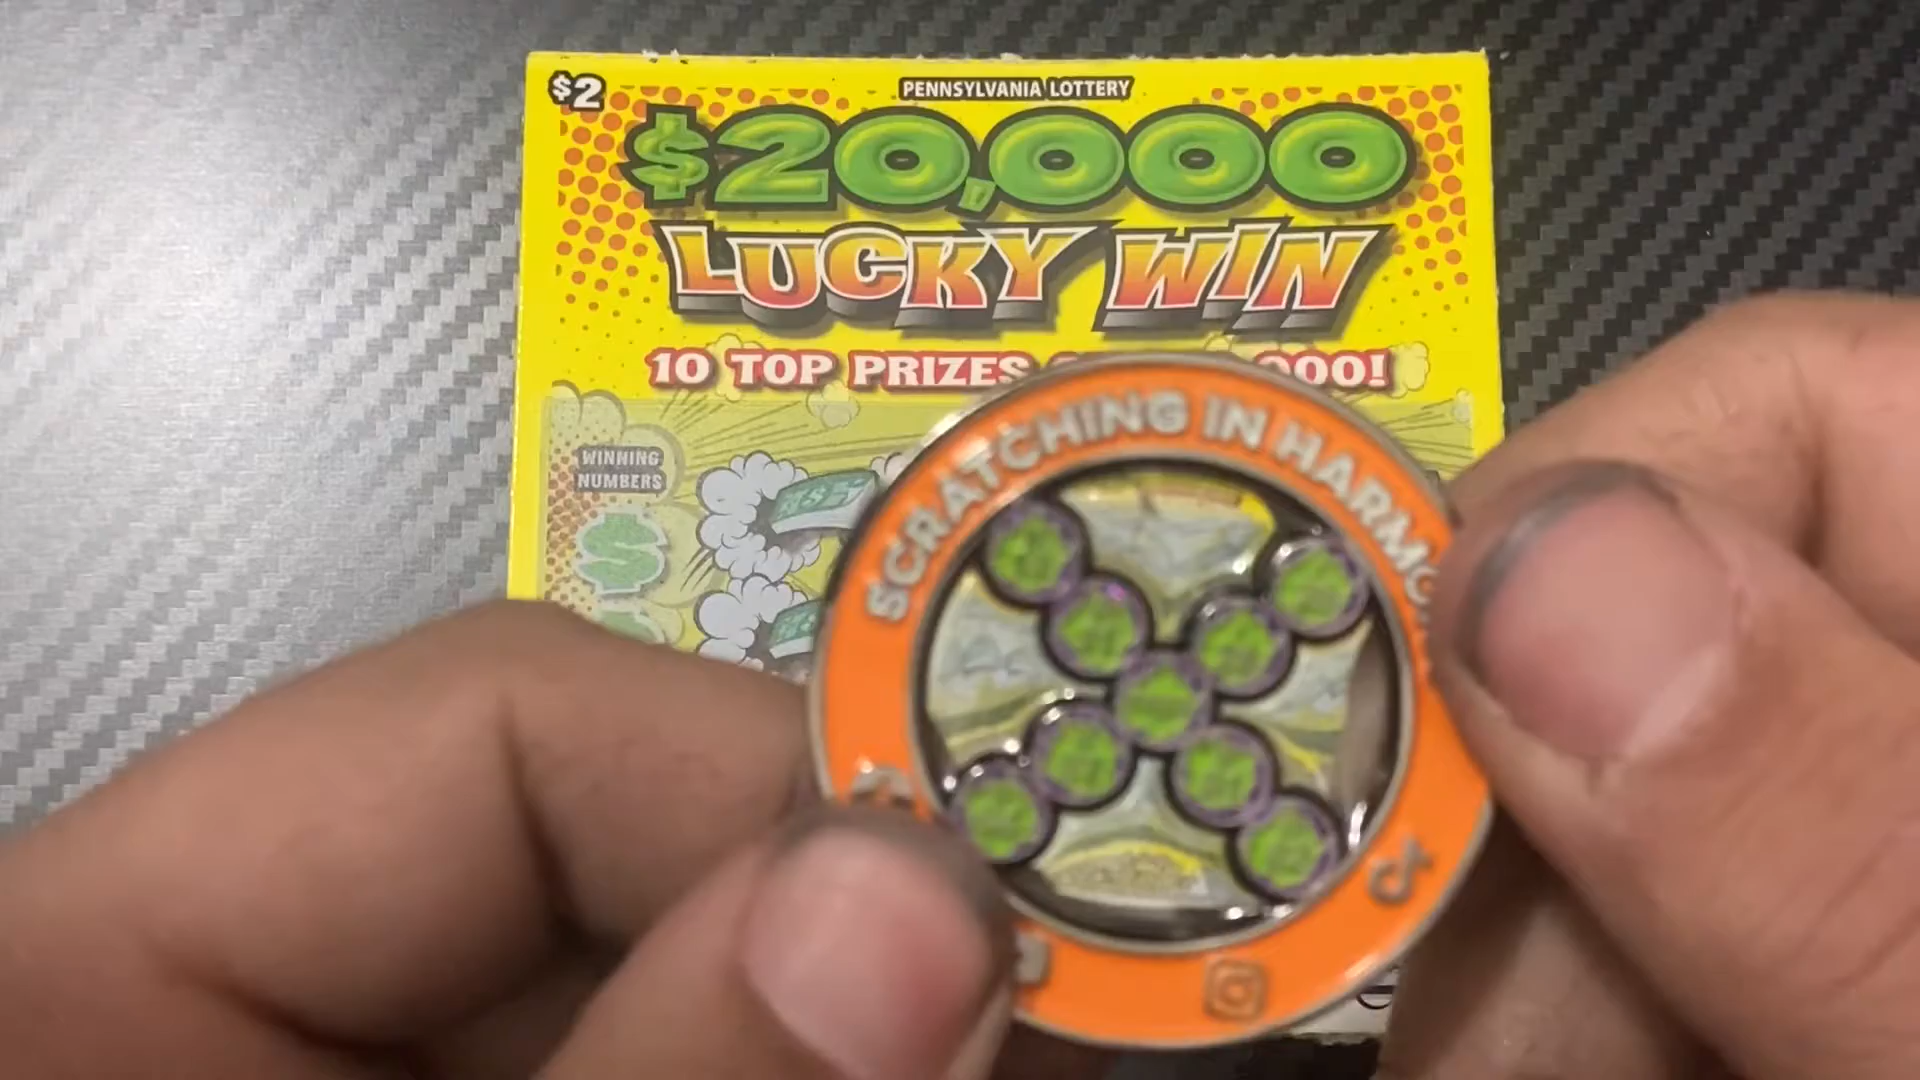 $2
PENNSYLVANIA LOTTERY
$20,000
LUCKY WIN
10 TOP PRIZES
000!
WINNING
NUMBERS
SCRATCHING IN HARMO